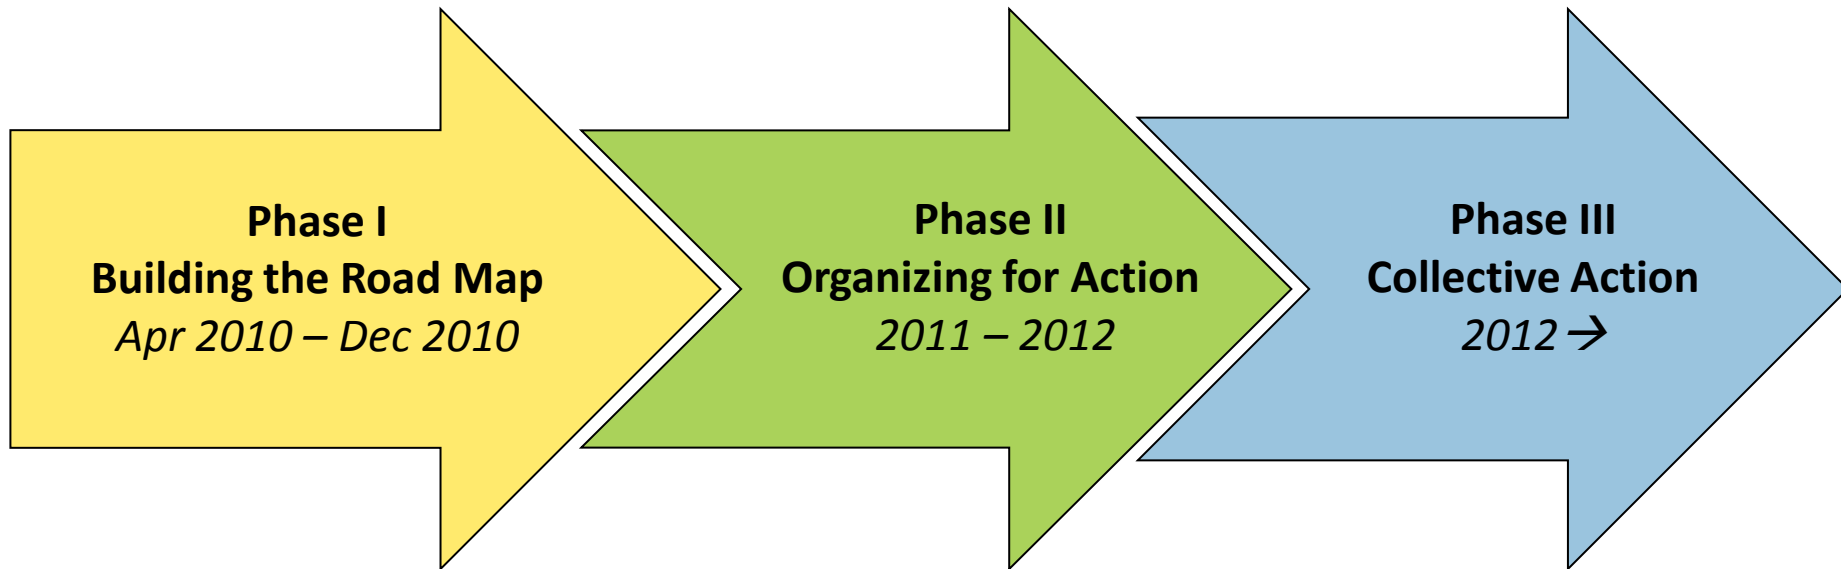 Phase I
Building the Road Map
Apr 2010 – Dec 2010
Phase II
Organizing for Action
2011 – 2012
Phase III
Collective Action
2012→